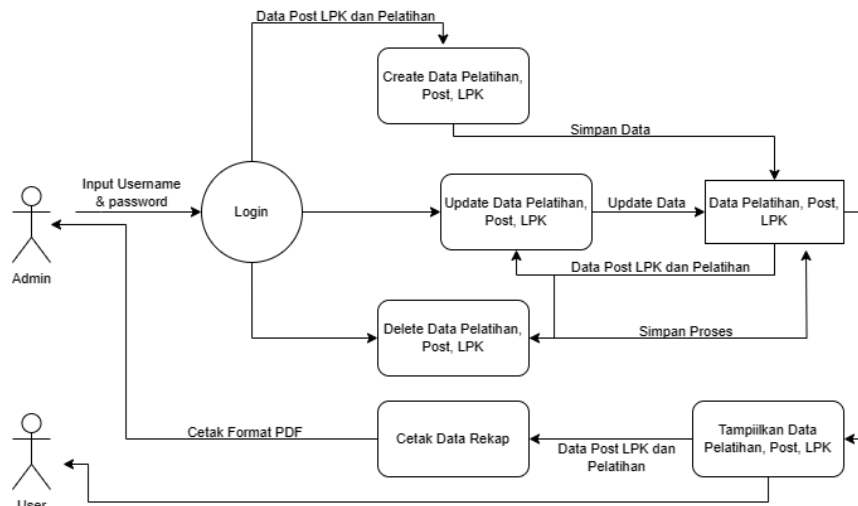 Data Post LPK dan Pelatihan
Create Data Pelatihan,
Post, LPK
Simpan Data
Input Username
& password
Login
Update Data Pelatihan,
Post, LPK
Update Data
Data Pelatihan, Post,
LPK
Admin
Data Post LPK dan Pelatihan
Delete Data Pelatihan,
Post, LPK
Simpan Proses
Cetak Format PDF
Cetak Data Rekap
Data Post LPK dan
Pelatihan
Tampiilkan Data
Pelatihan, Post, LPK
User